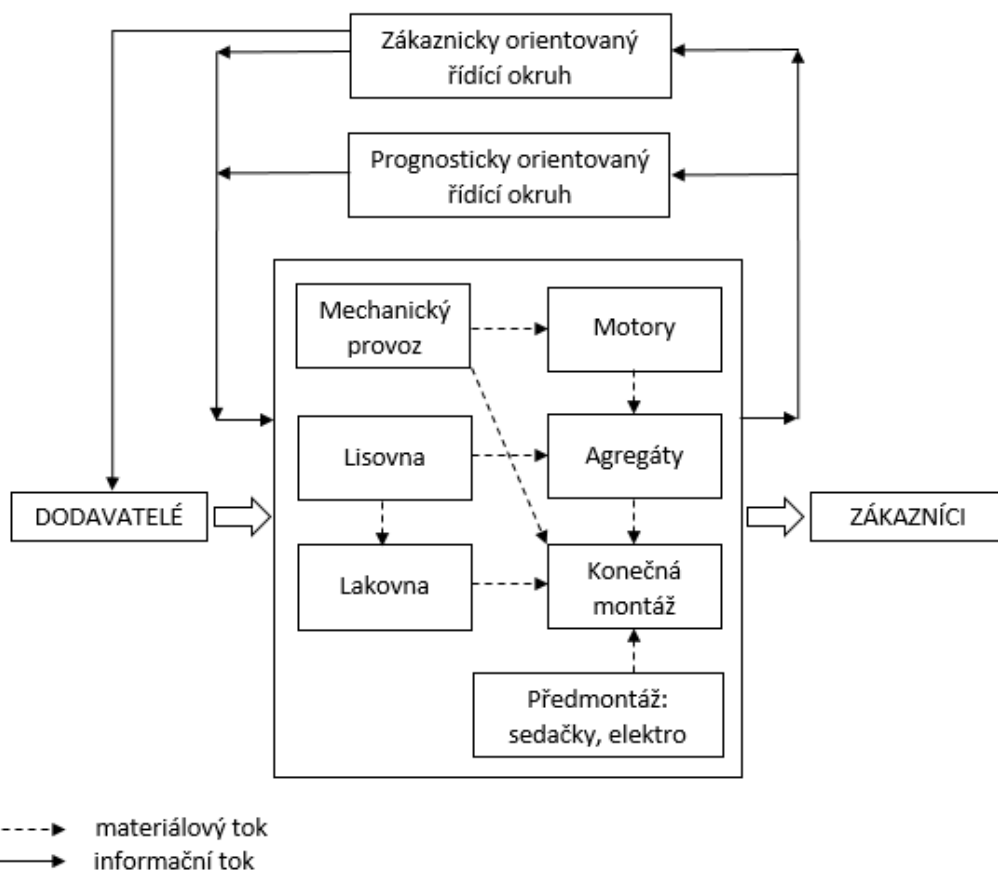 Zákaznicky orientovaný
řídící okruh
Prognosticky orientovaný
řídící okruh
Mechanický
provoz
Motory
Lisovna
Agregáty
DODAVATELÉ
ZÁKAZNÍCI
Lakovna
Konečná
montáž
Předmontáž:
sedačky, elektro
materiálový tok
informační tok